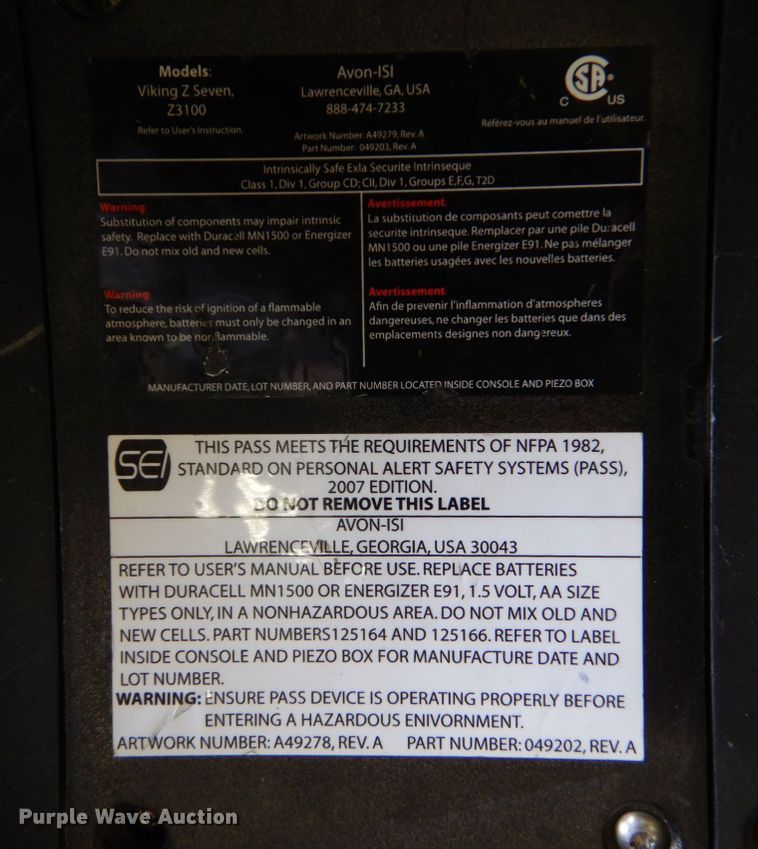 Models:
Viking Z Seven,
Z3100
Refer to User's Instruction.
Avon-ISI
Lawrenceville, GA, USA
888-474-7233
Artwork Number: A49279, Rev. A
Part Number: 049203, Rev. A
CSA
C US
Référez-vous au manuel de l'utilisateur.
Intrinsically Safe Exla Securite Intrinseque
Class 1, Div 1, Group CD; CII, Div 1, Groups E,F,G, T2D
Warning
Substitution of components may impair intrinsic
safety. Replace with Duracell MN1500 or Energizer
E91. Do not mix old and new cells.
Warning
To reduce the risk of ignition of a flammable
atmosphere, batteries must only be changed in an
area known to be nonflammable.
Avertissement
La substitution de composants peut comettre la
securite intrinseque. Remplacer par une pile Duracell
MN1500 ou une pile Energizer E91. Ne pas mélanger
les batteries usagées avec les nouvelles batteries.
Avertissement
Afin de prevenir l'inflammation d'atmospheres
dangereuses, ne changer les batteries que dans des
emplacements designes non dangereux.
MANUFACTURER DATE, LOT NUMBER, AND PART NUMBER LOCATED INSIDE CONSOLE AND PIEZO BOX
SEI
THIS PASS MEETS THE REQUIREMENTS OF NFPA 1982,
STANDARD ON PERSONAL ALERT SAFETY SYSTEMS (PASS),
2007 EDITION.
DO NOT REMOVE THIS LABEL
AVON-ISI
LAWRENCEVILLE, GEORGIA, USA 30043
REFER TO USER'S MANUAL BEFORE USE. REPLACE BATTERIES
WITH DURACELL MN1500 OR ENERGIZER E91, 1.5 VOLT, AA SIZE
TYPES ONLY, IN A NONHAZARDOUS AREA. DO NOT MIX OLD AND
NEW CELLS. PART NUMBERS125164 AND 125166. REFER TO LABEL
INSIDE CONSOLE AND PIEZO BOX FOR MANUFACTURE DATE AND
LOT NUMBER.
WARNING: ENSURE PASS DEVICE IS OPERATING PROPERLY BEFORE
ENTERING A HAZARDOUS ENIVORNMENT.
ARTWORK NUMBER: A49278, REV. A PART NUMBER: 049202, REV. A
Purple Wave Auction